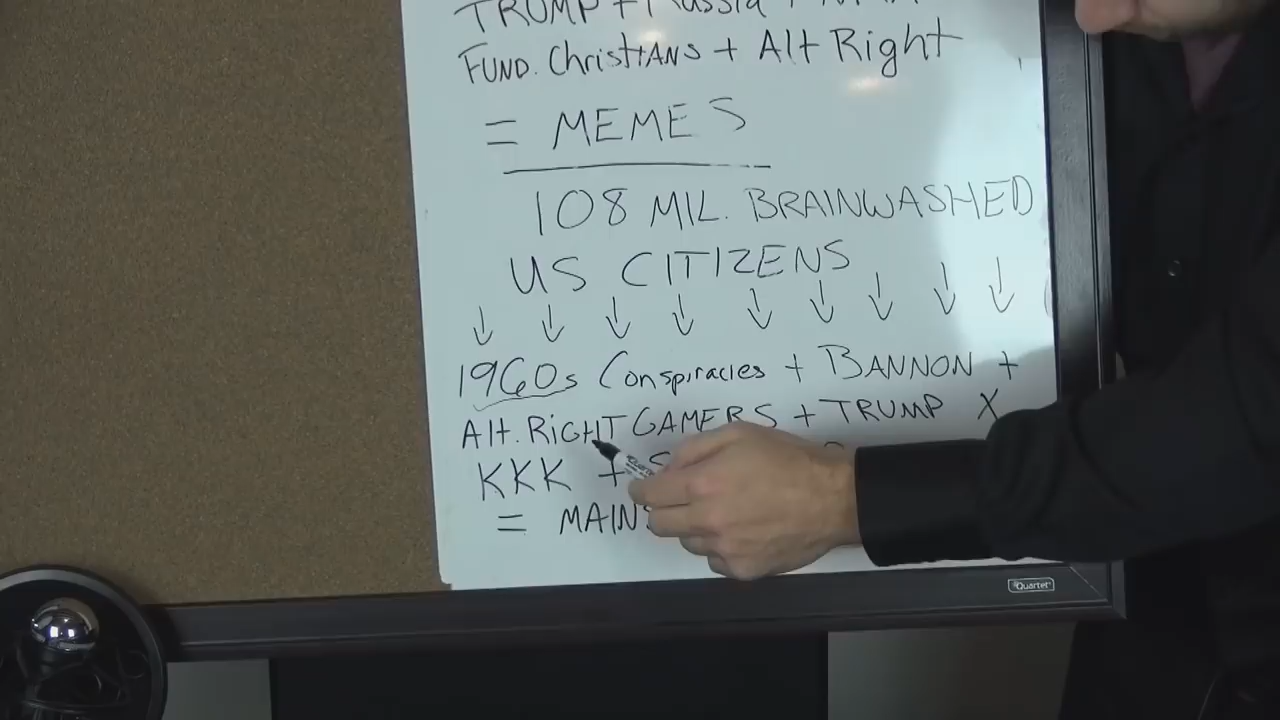 TRUMP + Russia +
FUND. Christians + Alt Right
= MEMES
108 MIL. BRAINWASHED
US CITIZENS
1960s Conspiracies + BANNON +
Alt. RIGHT GAMERS + TRUMP X
KKK +
=
Quartet